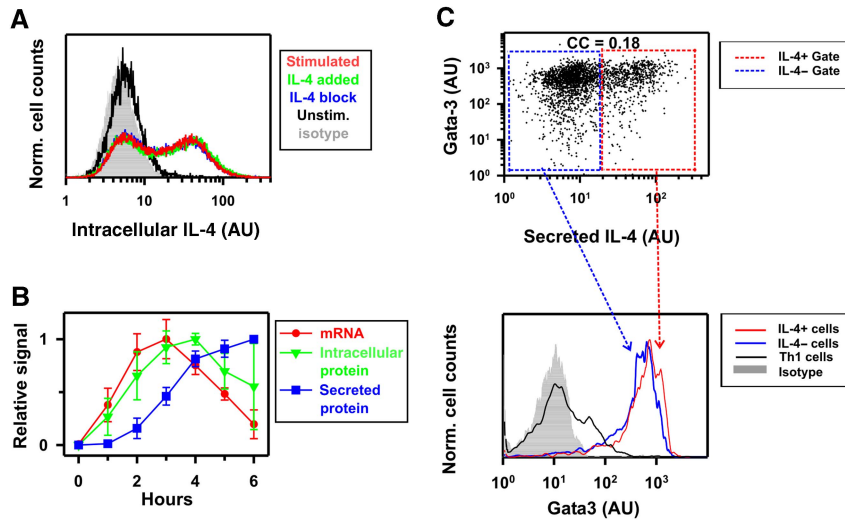 A
Norm. cell counts
1
10
100
Intracellular IL-4 (AU)
Stimulated
IL-4 added
IL-4 block
Unstim.
isotype
B
Relative signal
1
0
0
2
4
6
Hours
mRNA
Intracellular
protein
Secreted
protein
C
CC = 0.18
Gata-3 (AU)
10³
10²
10¹
10⁰
10⁰
10¹
10²
Secreted IL-4 (AU)
IL-4+ Gate
IL-4− Gate
Norm. cell counts
10⁰
10¹
10²
10³
Gata3 (AU)
IL-4+ cells
IL-4− cells
Th1 cells
Isotype